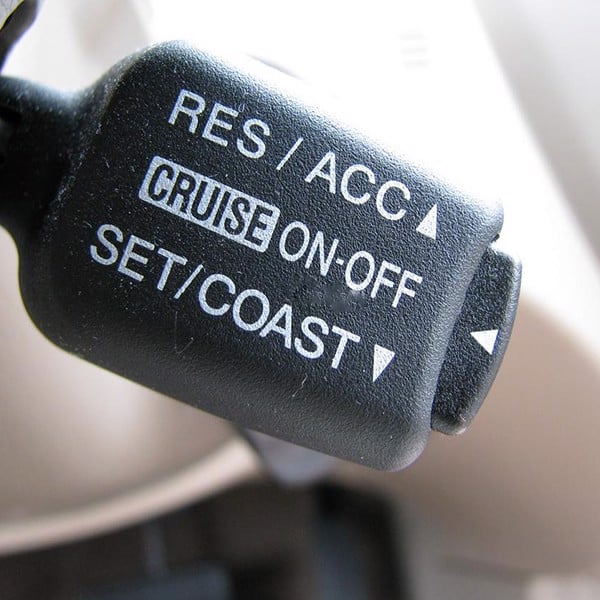 RES / ACC ▲
CRUISE ON-OFF
SET/COAST ▼